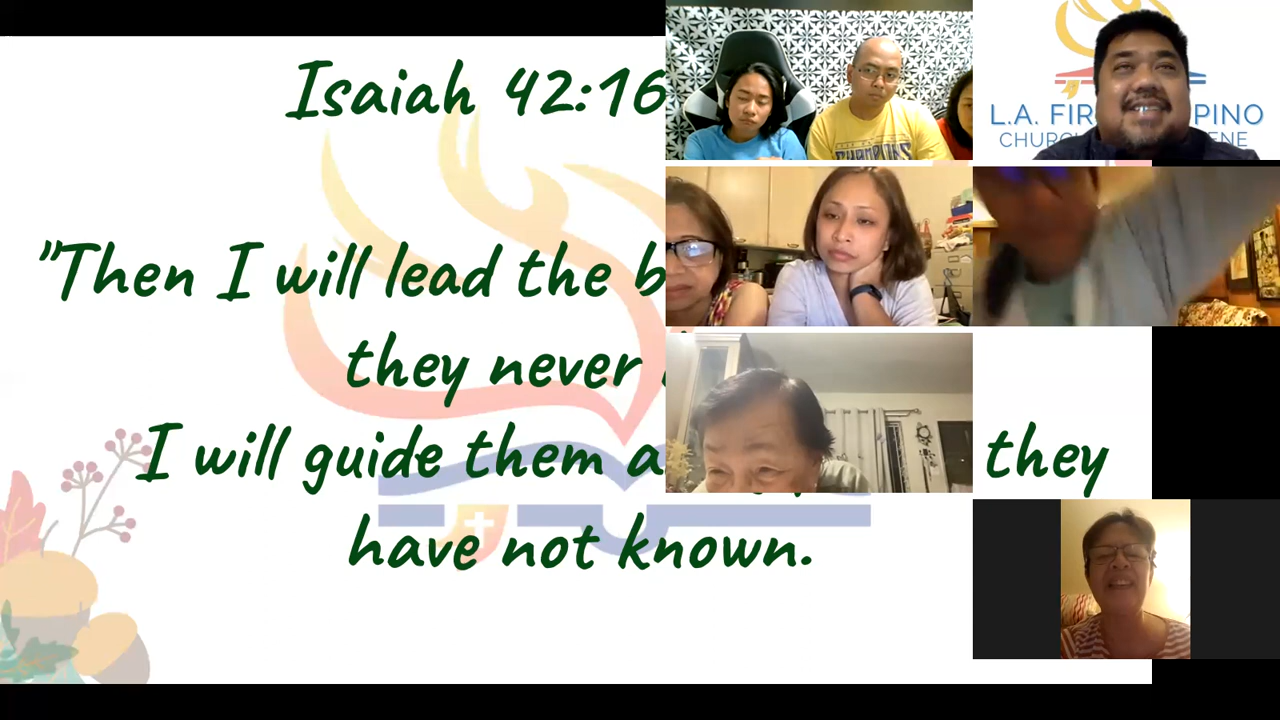 Isaiah 42:16
"Then I will lead the
they never
I will guide them they
have not known.
L.A. FIR PINO
CHURC ENE
CHAMPIONS